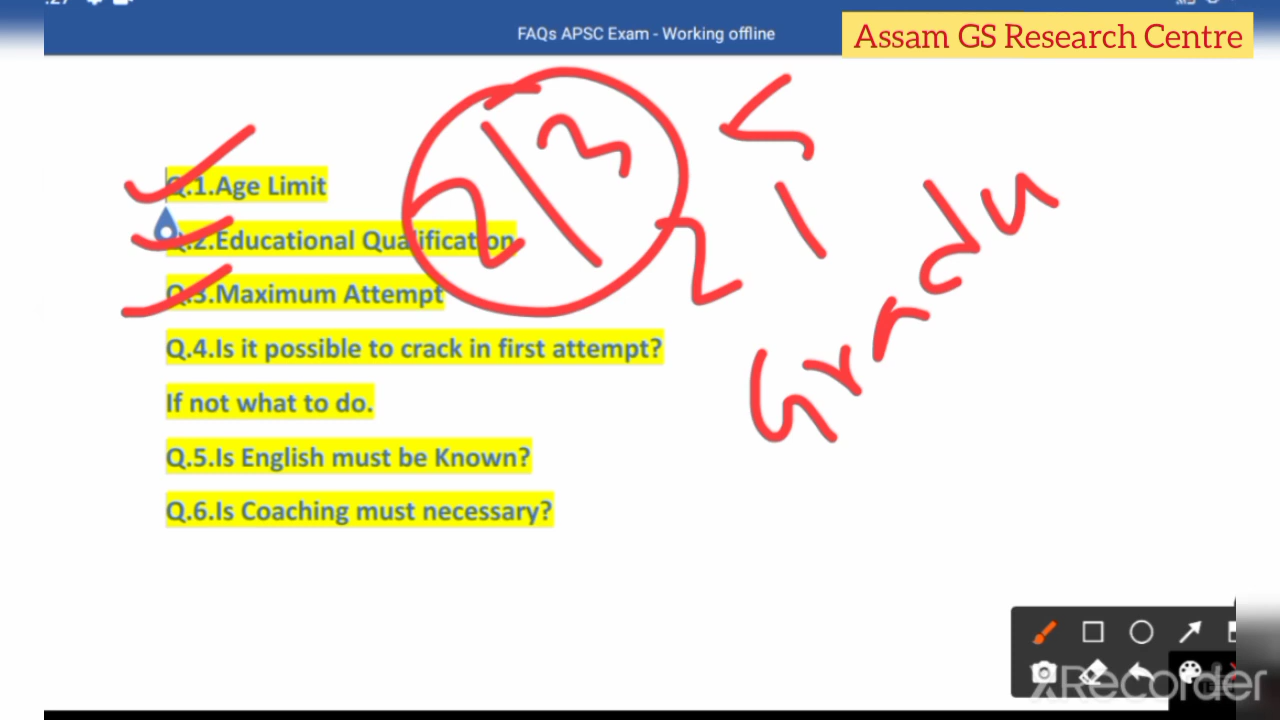 FAQs APSC Exam - Working offline
Assam GS Research Centre
Q.1.Age Limit
Q.2.Educational Qualification
Q.3.Maximum Attempt
Q.4.Is it possible to crack in first attempt?
If not what to do.
Q.5.Is English must be Known?
Q.6.Is Coaching must necessary?
2/3
21
Gradu
XRecorder